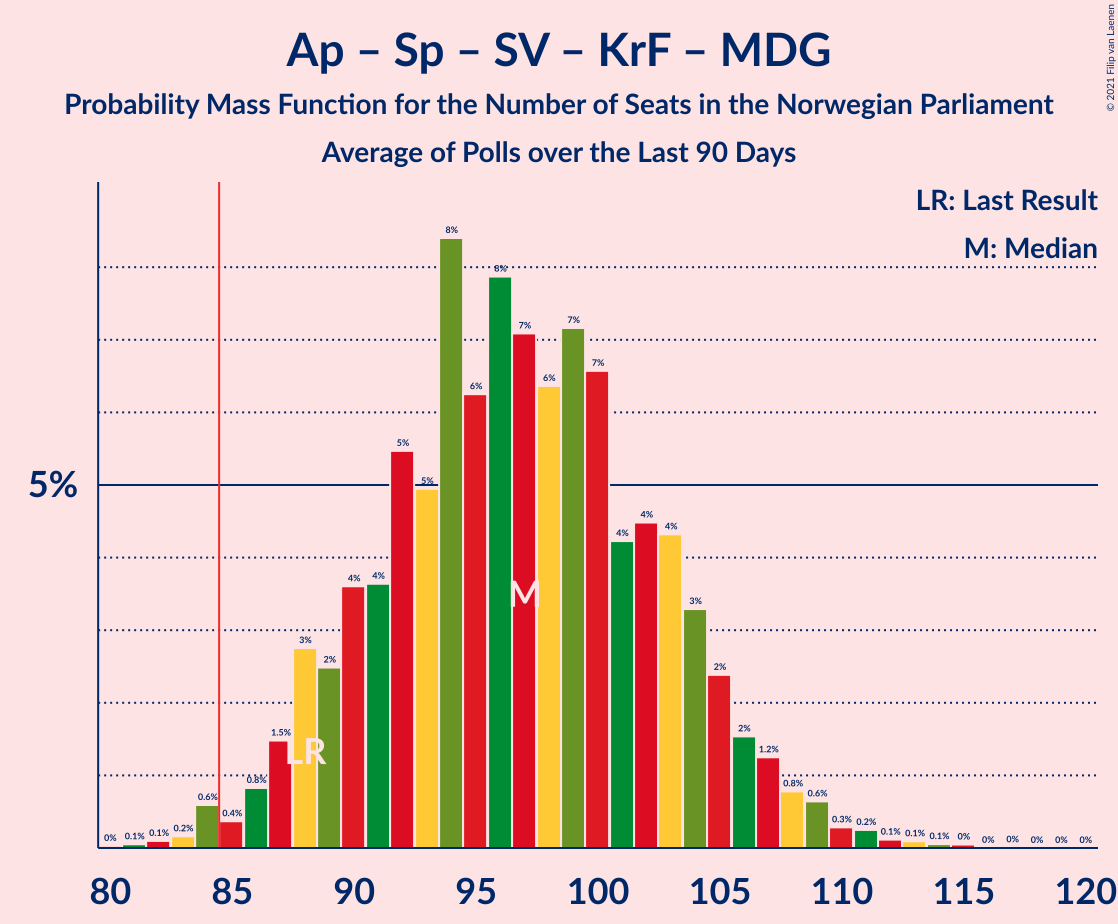 Ap – Sp – SV – KrF – MDG
Probability Mass Function for the Number of Seats in the Norwegian Parliament
Average of Polls over the Last 90 Days
© 2021 Filip van Laenen
LR: Last Result
M: Median
5%
0% 0.1% 0.1% 0.2% 0.6% 0.4% 0.8% 1.5% 3% 2% 4% 4% 5% 5% 8% 6% 8% 7% 6% 7% 7% 4% 4% 4% 3% 2% 2% 1.2% 0.8% 0.6% 0.3% 0.2% 0.1% 0.1% 0.1% 0% 0% 0% 0% 0% 0%
M
LR
80 85 90 95 100 105 110 115 120